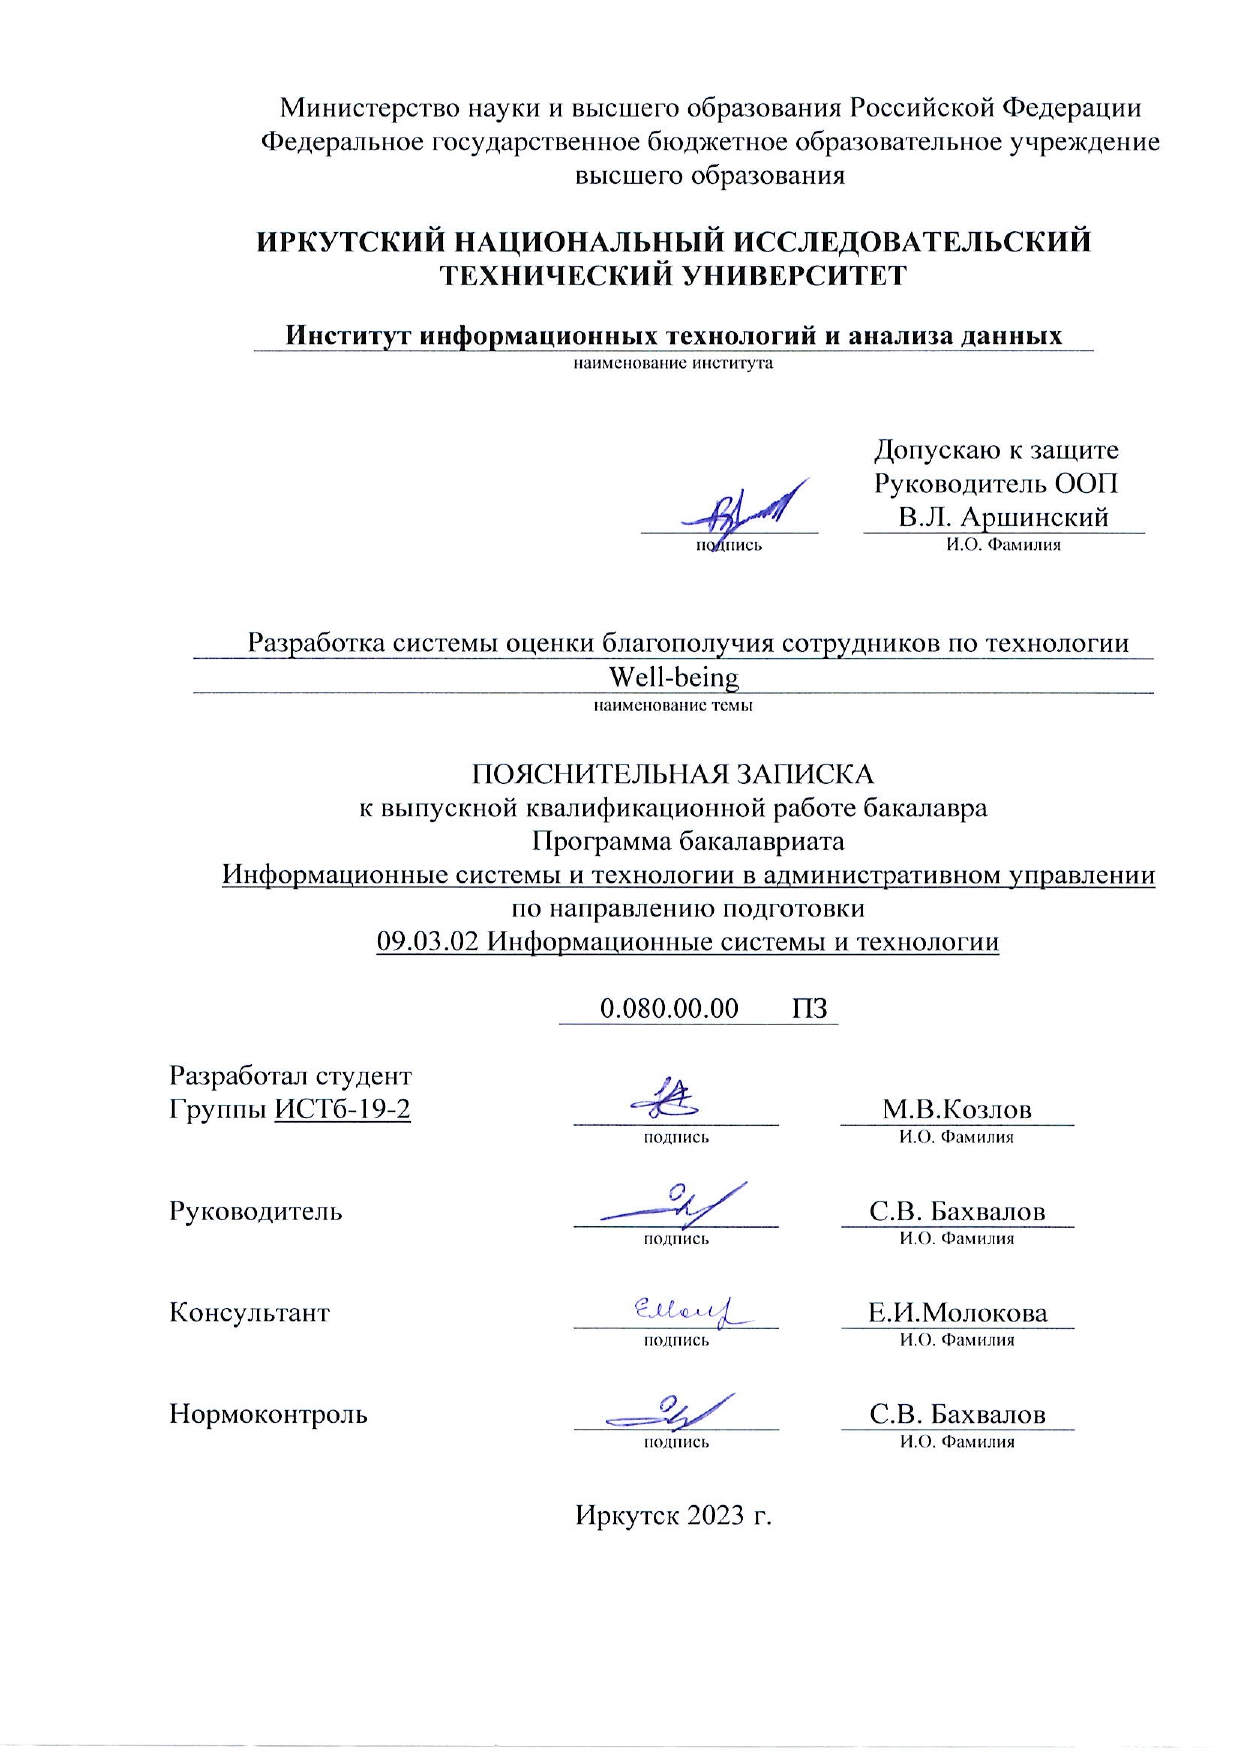 Министерство науки и высшего образования Российской Федерации
Федеральное государственное бюджетное образовательное учреждение
высшего образования
ИРКУТСКИЙ НАЦИОНАЛЬНЫЙ ИССЛЕДОВАТЕЛЬСКИЙ
ТЕХНИЧЕСКИЙ УНИВЕРСИТЕТ
Институт информационных технологий и анализа данных
наименование института
Допускаю к защите
Руководитель ООП
В.Л. Аршинский
подпись И.О. Фамилия
Разработка системы оценки благополучия сотрудников по технологии
Well-being
наименование темы
ПОЯСНИТЕЛЬНАЯ ЗАПИСКА
к выпускной квалификационной работе бакалавра
Программа бакалавриата
Информационные системы и технологии в административном управлении
по направлению подготовки
09.03.02 Информационные системы и технологии
0.080.00.00 ПЗ
Разработал студент
Группы ИСТб-19-2 М.В.Козлов
подпись И.О. Фамилия
Руководитель С.В. Бахвалов
подпись И.О. Фамилия
Консультант Е.И.Молокова
подпись И.О. Фамилия
Нормоконтроль С.В. Бахвалов
подпись И.О. Фамилия
Иркутск 2023 г.